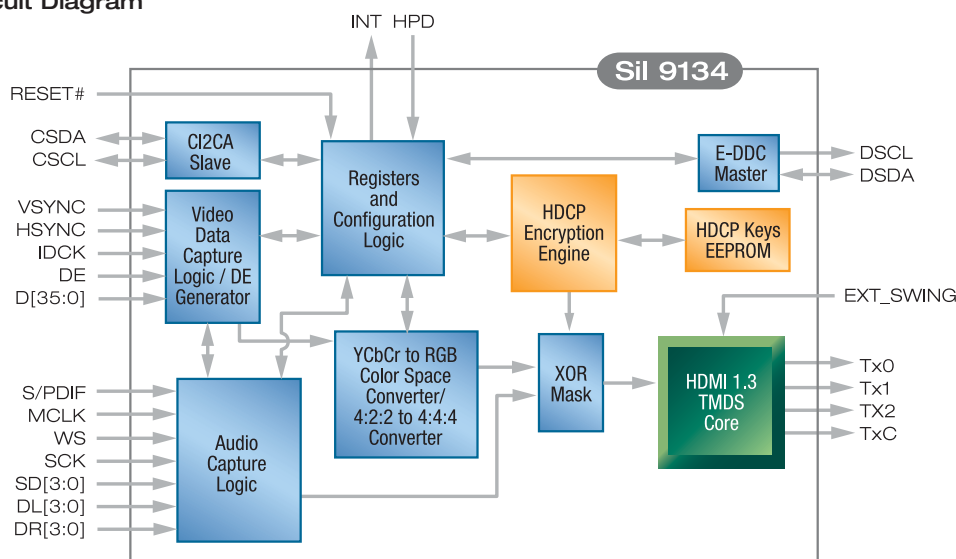 cuit Diagram
INT HPD
Sil 9134
RESET#
CSDA
CSCL
CI2CA
Slave
Registers
and
Configuration
Logic
E-DDC
Master
DSCL
DSDA
VSYNC
HSYNC
IDCK
DE
D[35:0]
Video
Data
Capture
Logic / DE
Generator
HDCP
Encryption
Engine
HDCP Keys
EEPROM
EXT_SWING
YCbCr to RGB
Color Space
Converter/
4:2:2 to 4:4:4
Converter
XOR
Mask
HDMI 1.3
TMDS
Core
Tx0
Tx1
TX2
TxC
S/PDIF
MCLK
WS
SCK
SD[3:0]
DL[3:0]
DR[3:0]
Audio
Capture
Logic